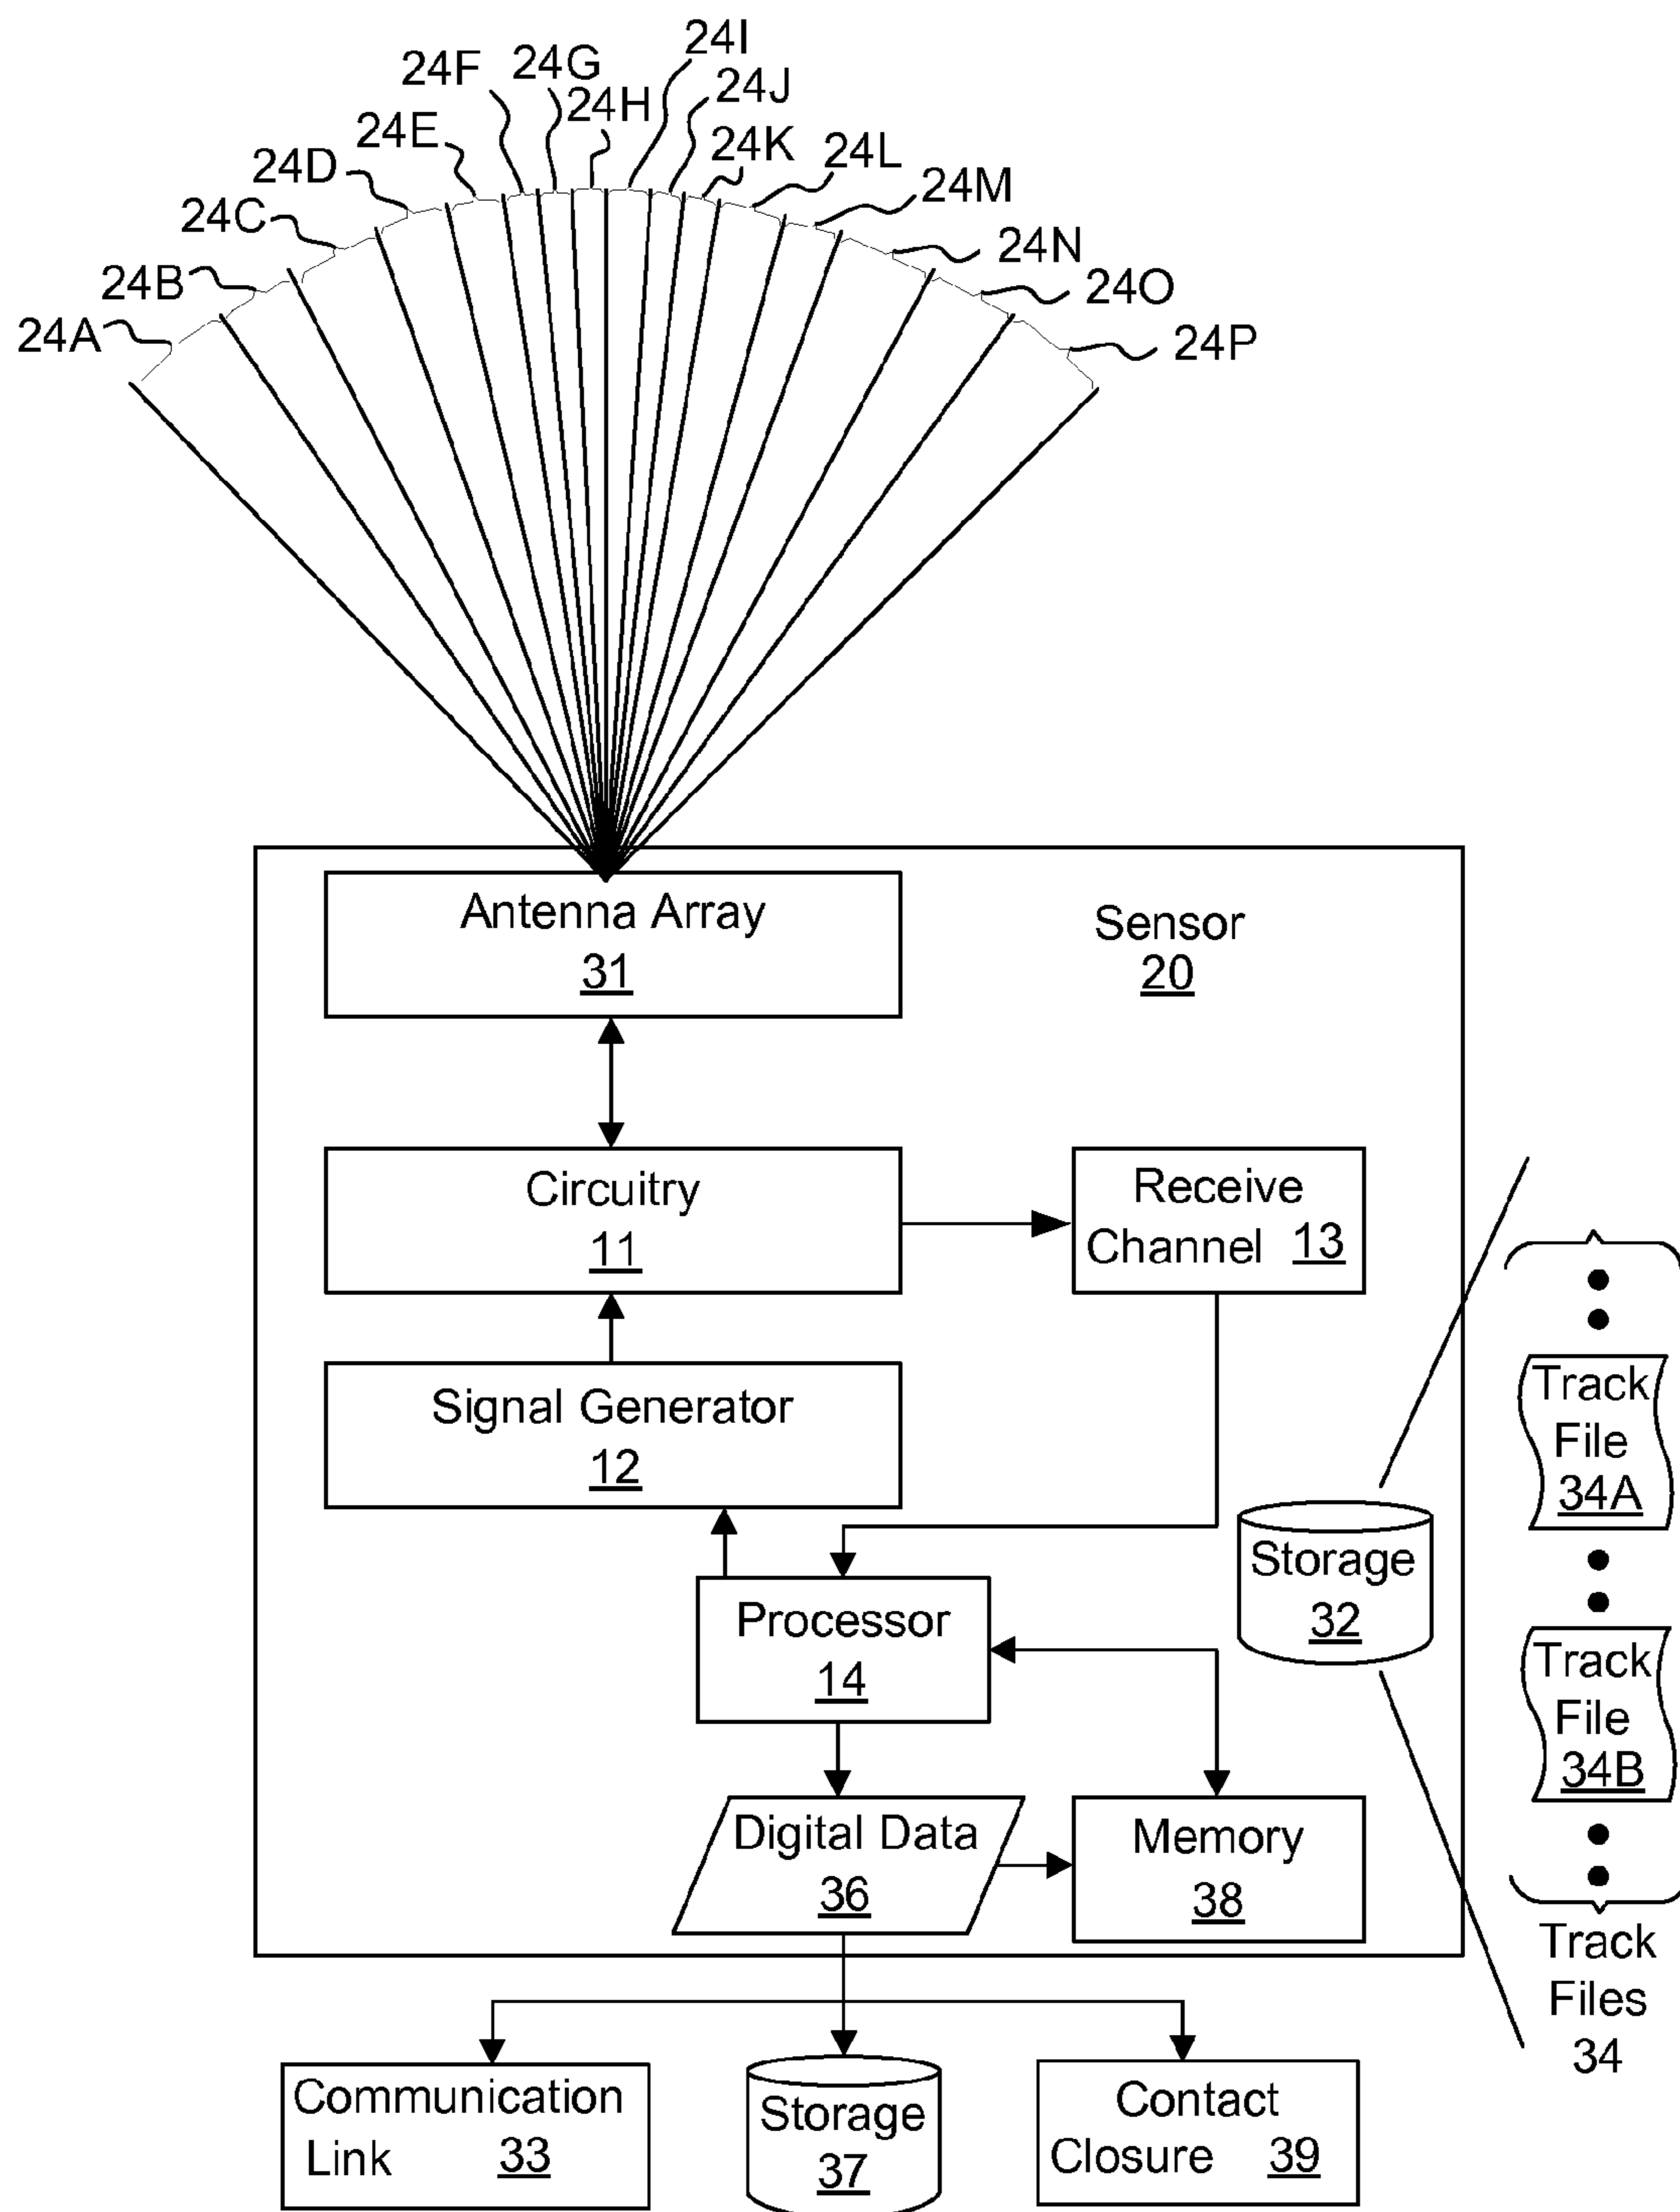 24I
24G
24F
24J
24H
24E
24K
24L
24D
24M
24C
24N
24B
24O
24A
24P
Antenna Array
31
Sensor
20
Circuitry
11
Receive
Channel 13
Signal Generator
12
Track
File
34A
Storage
32
Processor
14
Track
File
34B
Digital Data
36
Memory
38
Track
Files
34
Communication
Link 33
Storage
37
Contact
Closure 39